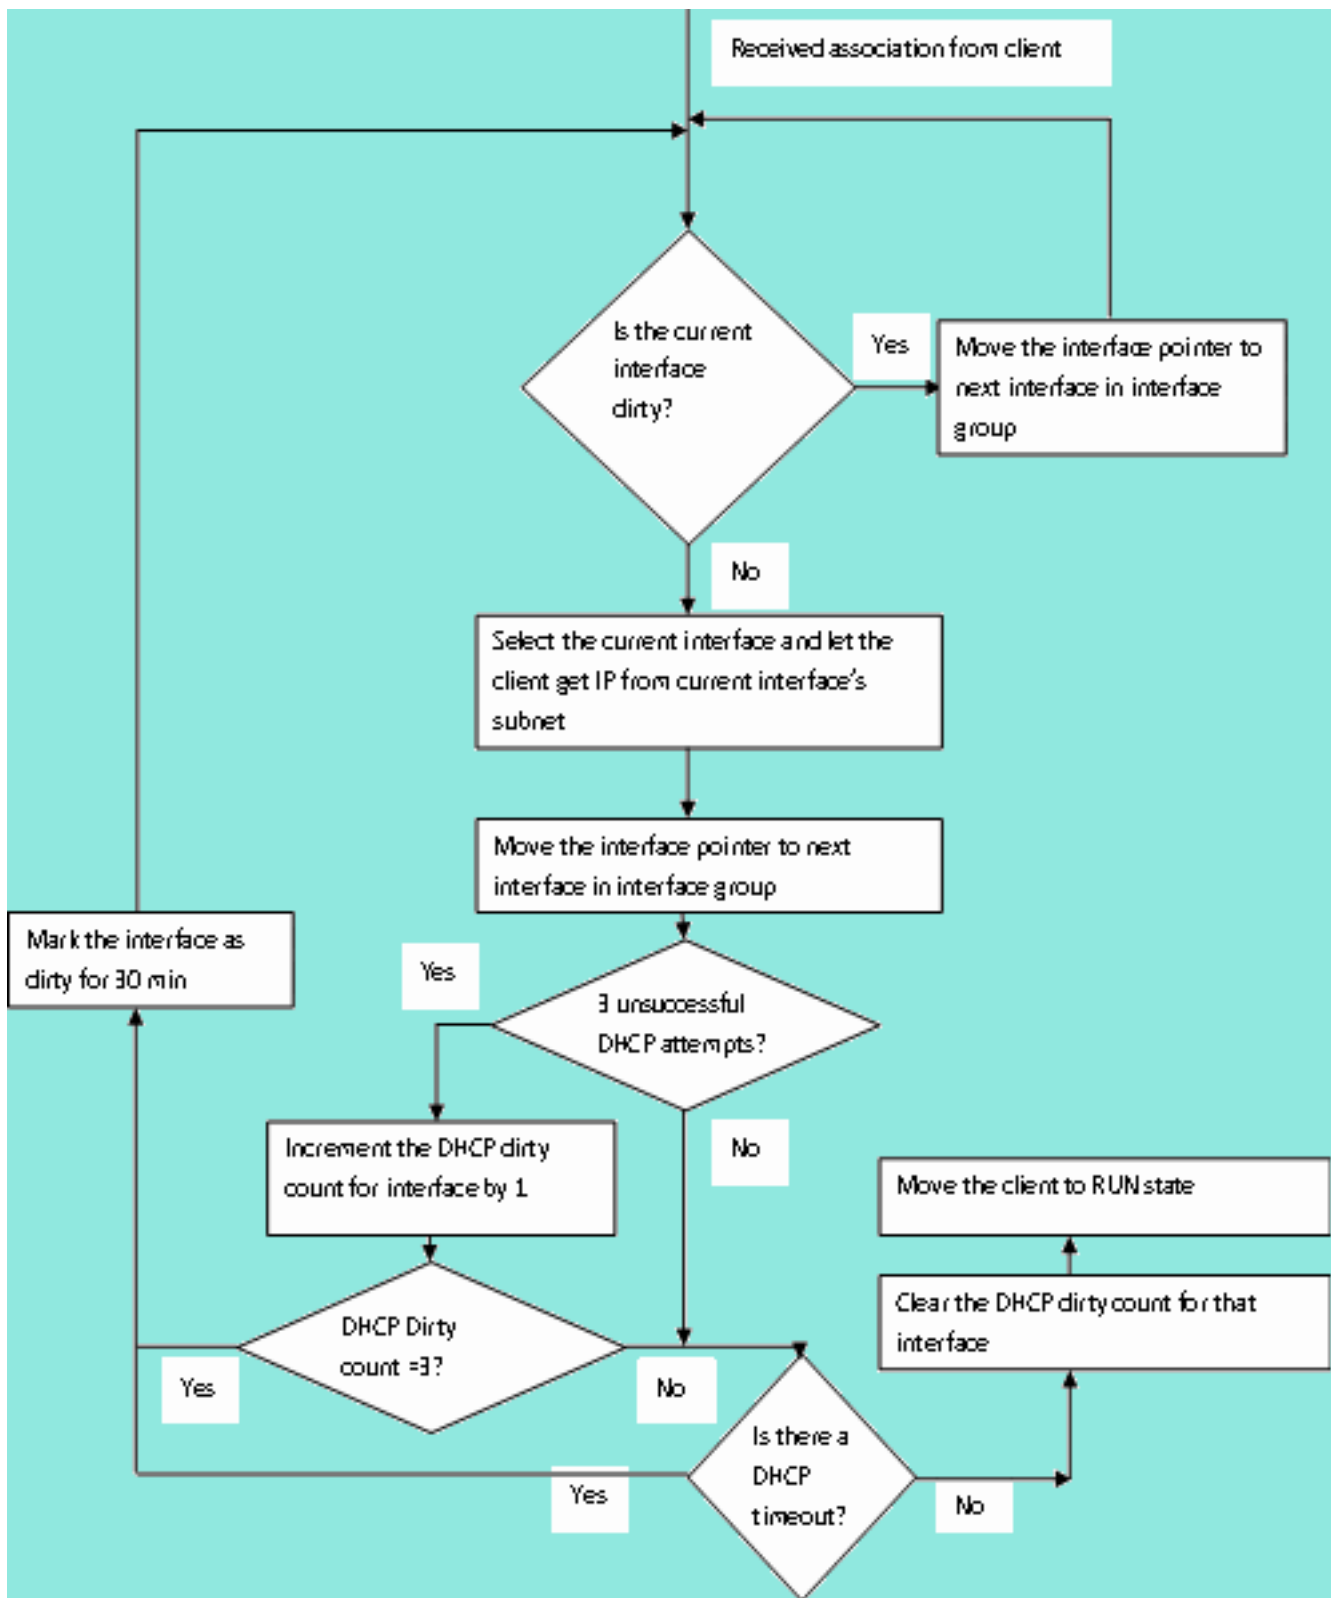 Received association from client
Is the current
interface
dirty?
Yes
Move the interface pointer to
next interface in interface
group
No
Select the current interface and let the
client get IP from current interface's
subnet
Move the interface pointer to next
interface in interface group
Mark the interface as
dirty for 30 min
Yes
3 unsuccessful
DHCP attempts?
Increment the DHCP dirty
count for interface by 1
No
Move the client to RUN state
Clear the DHCP dirty count for that
interface
DHCP Dirty
count =3?
Yes
No
Is there a
DHCP
timeout?
Yes
No